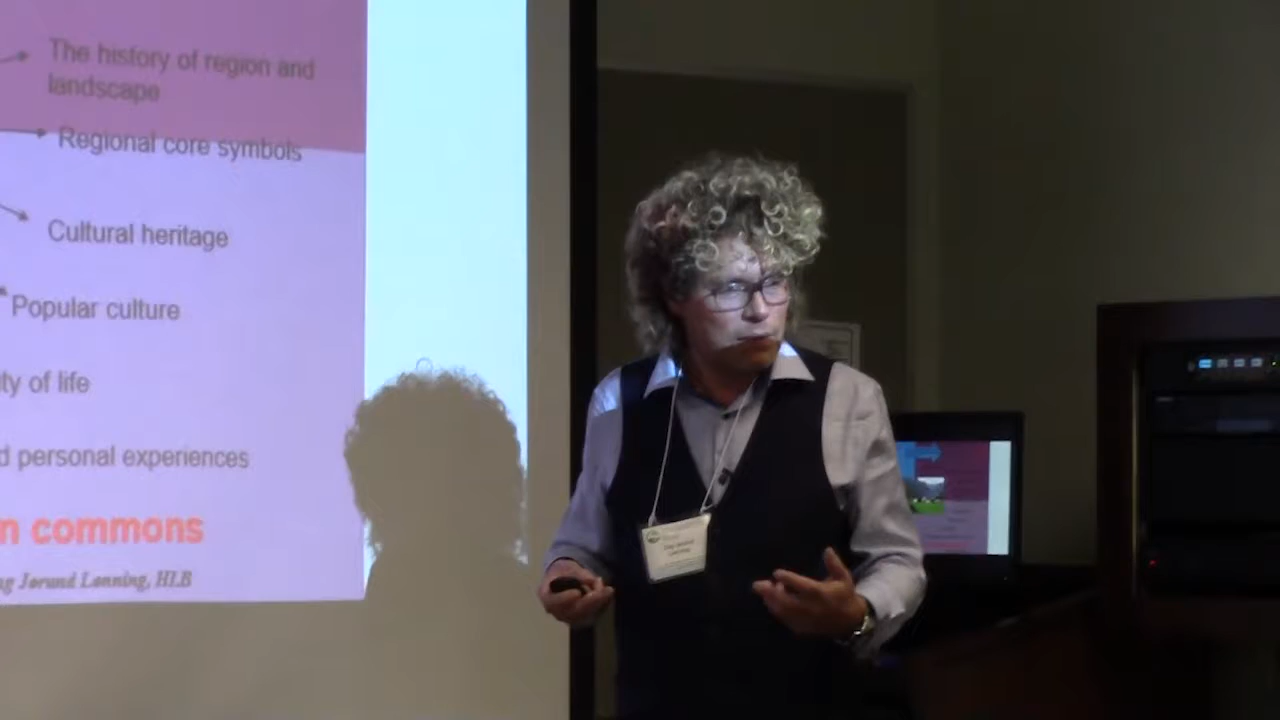 The history of region and
landscape
Regional core symbols
Cultural heritage
Popular culture
ty of life
d personal experiences
n commons
g Jørund Lønning, HLB